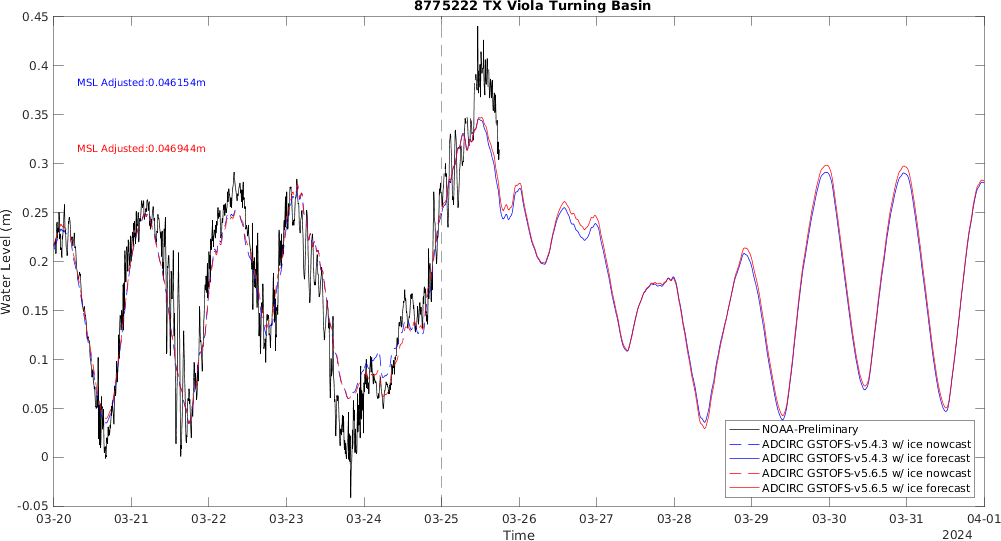 8775222 TX Viola Turning Basin
0.45
0.4
0.35
0.3
0.25
0.2
0.15
0.1
0.05
0
-0.05
Water Level (m)
MSL Adjusted:0.046154m
MSL Adjusted:0.046944m
NOAA-Preliminary
ADCIRC GSTOFS-v5.4.3 w/ ice nowcast
ADCIRC GSTOFS-v5.4.3 w/ ice forecast
ADCIRC GSTOFS-v5.6.5 w/ ice nowcast
ADCIRC GSTOFS-v5.6.5 w/ ice forecast
03-20 03-21 03-22 03-23 03-24 03-25 03-26 03-27 03-28 03-29 03-30 03-31 04-01
Time
2024